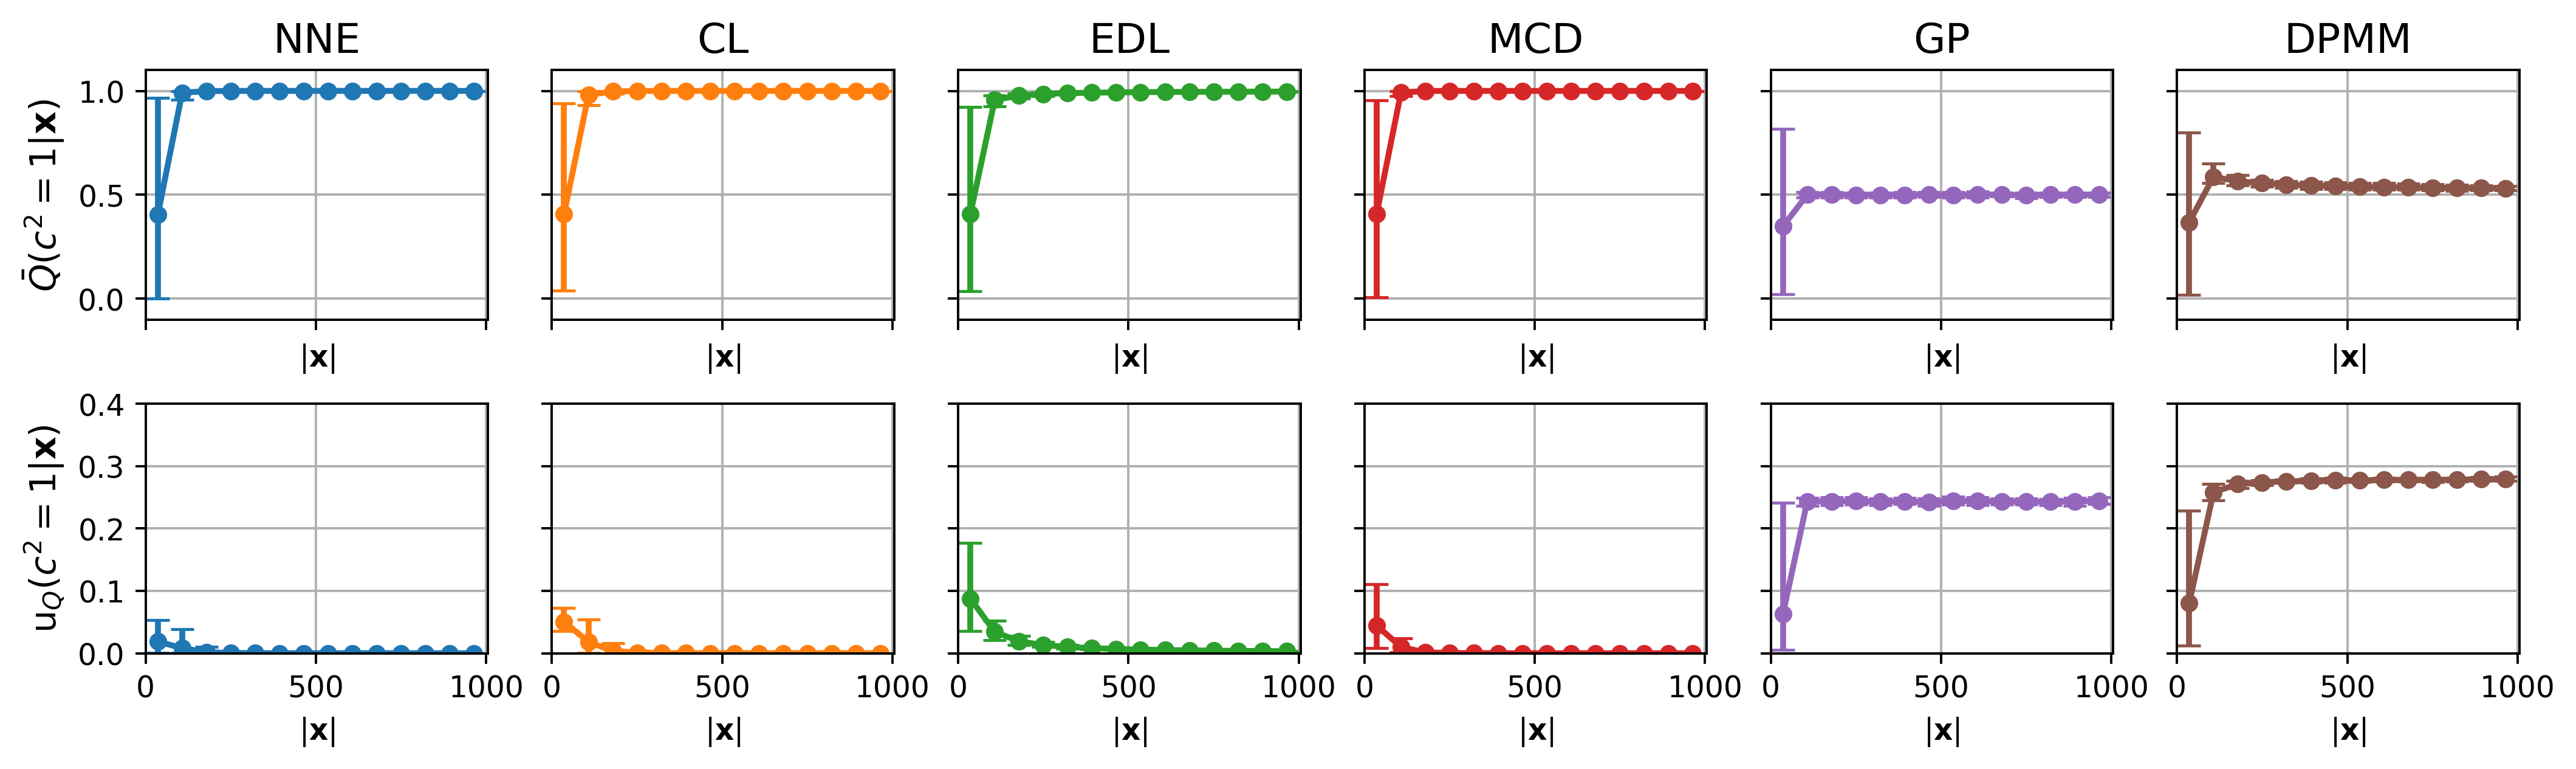 NNE CL EDL MCD GP DPMM
Q̄(c² = 1|x)
1.0
0.5
0.0
|x| |x| |x| |x| |x| |x|
u_Q(c² = 1|x)
0.4
0.3
0.2
0.1
0.0
0 500 1000 0 500 1000 0 500 1000 0 500 1000 0 500 1000 0 500 1000
|x| |x| |x| |x| |x| |x|